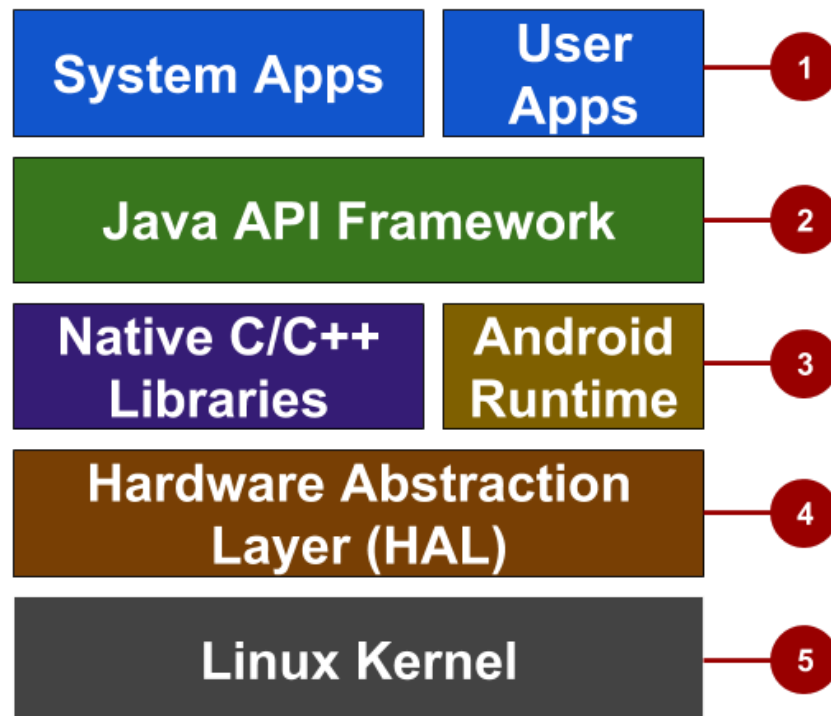 System Apps
User
Apps
1
Java API Framework
2
Native C/C++
Libraries
Android
Runtime
3
Hardware Abstraction
Layer (HAL)
4
Linux Kernel
5